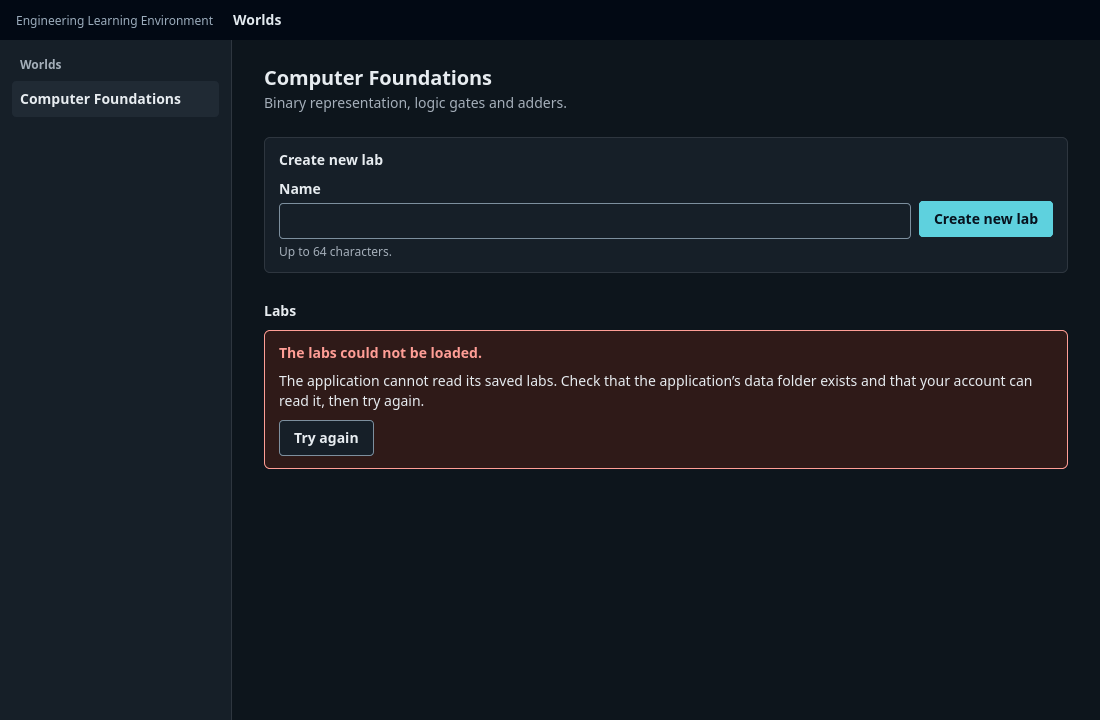 Engineering Learning Environment Worlds
Worlds
Computer Foundations
Computer Foundations
Binary representation, logic gates and adders.
Create new lab
Name
Create new lab
Up to 64 characters.
Labs
The labs could not be loaded.
The application cannot read its saved labs. Check that the application’s data folder exists and that your account can
read it, then try again.
Try again